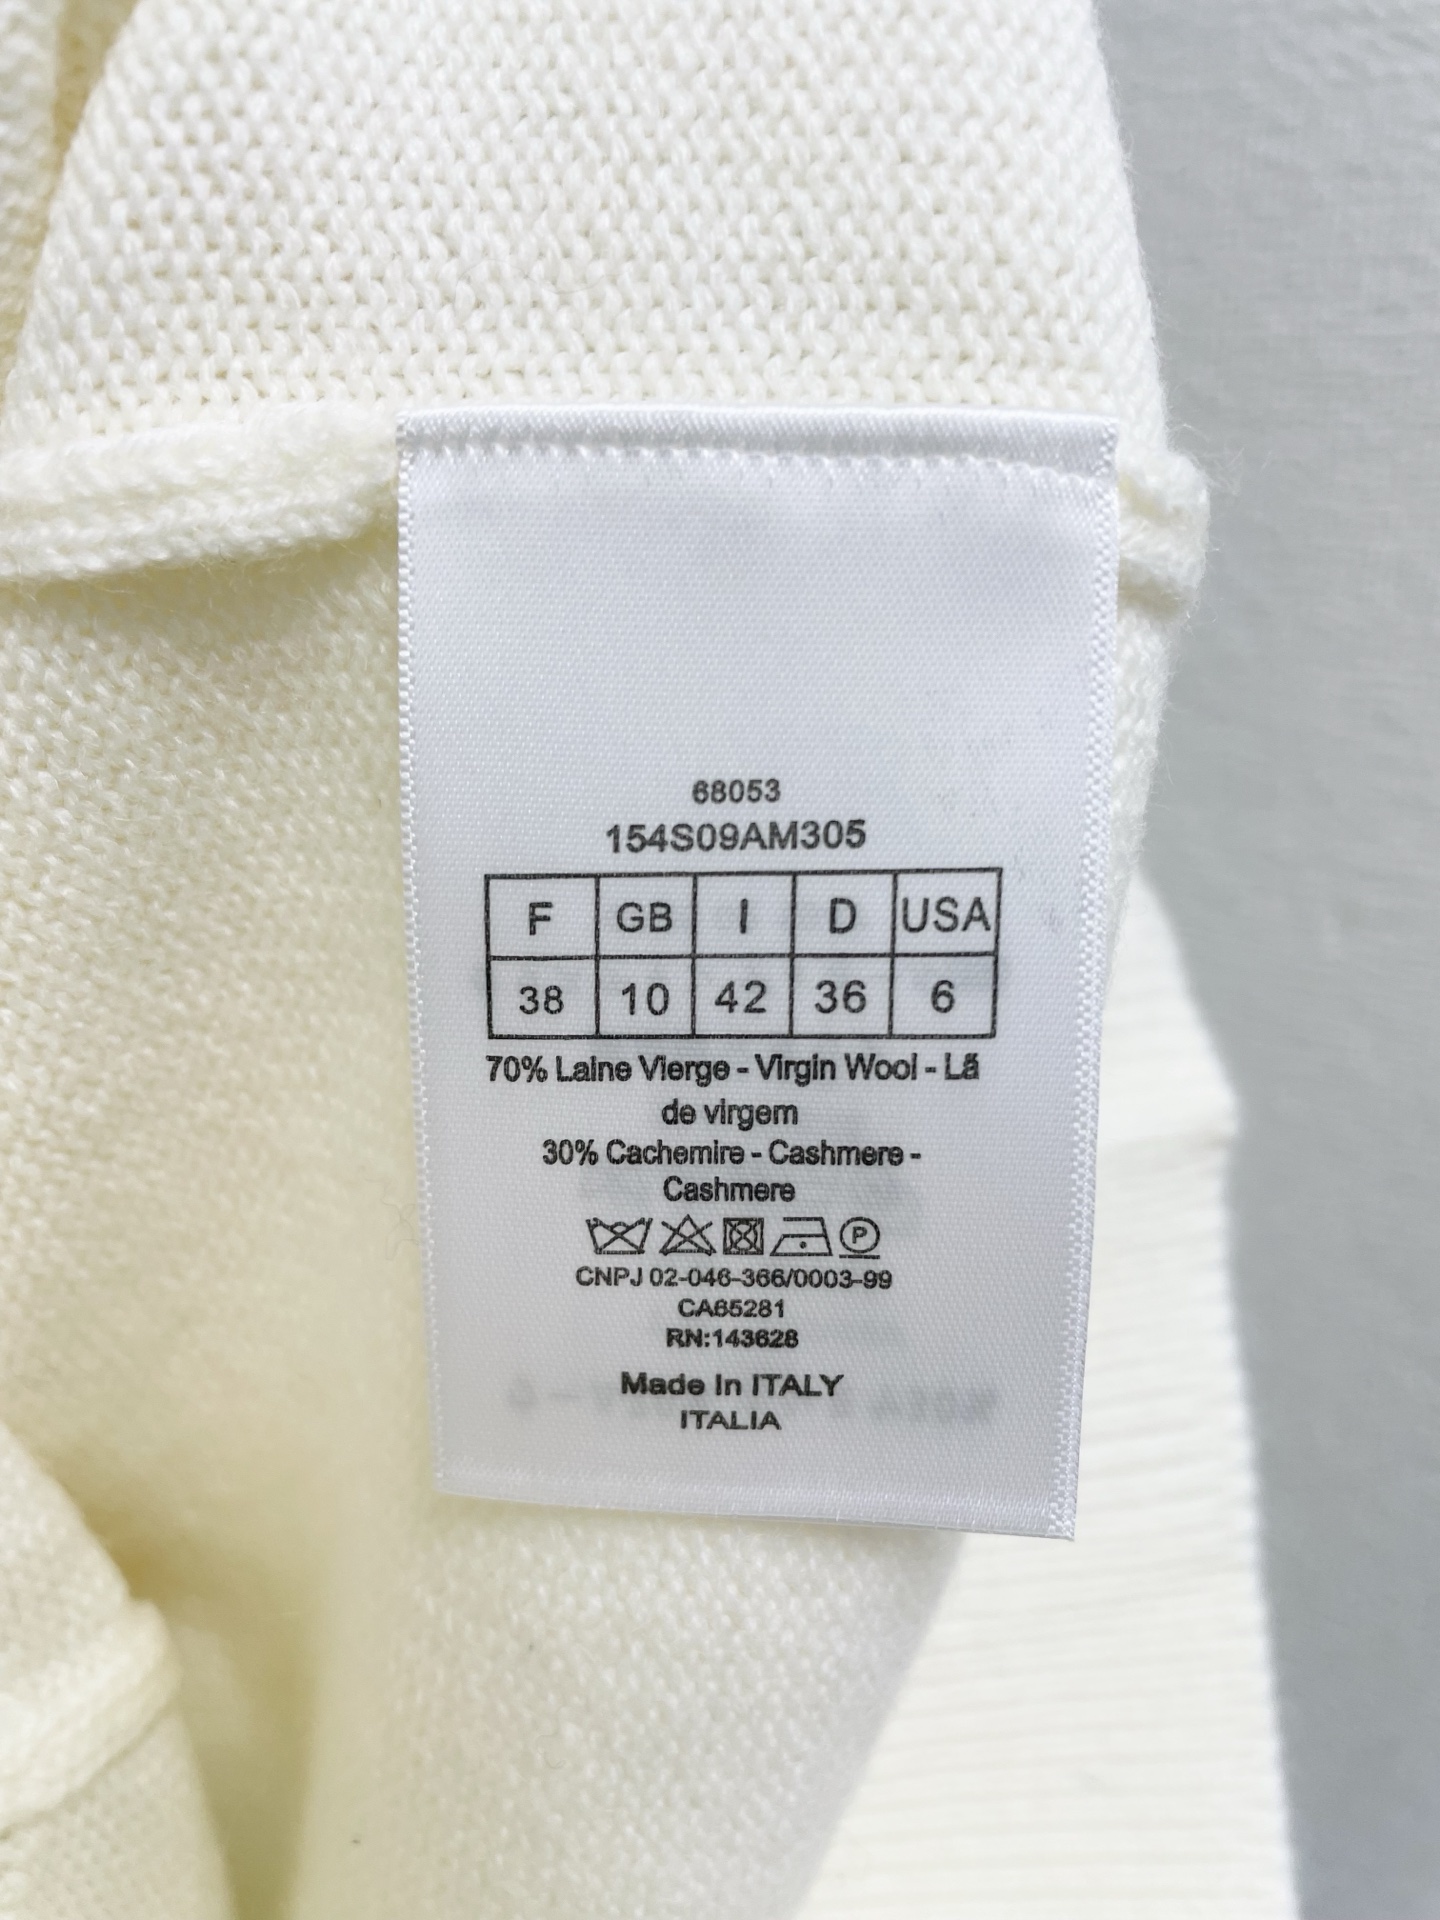 68053
154S09AM305
F GB I D USA
38 10 42 36 6
70% Laine Vierge - Virgin Wool - Lã
de virgem
30% Cachemire - Cashmere -
Cashmere
P
CNPJ 02-046-366/0003-99
CA65281
RN:143628
Made In ITALY
ITALIA